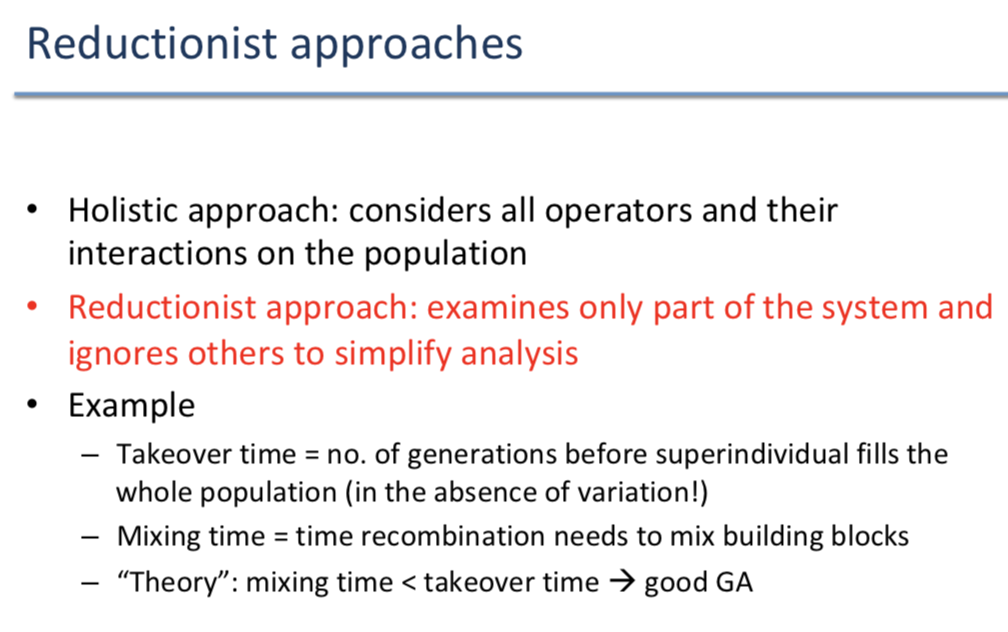 Reductionist approaches
• Holistic approach: considers all operators and their
interactions on the population
• Reductionist approach: examines only part of the system and
ignores others to simplify analysis
• Example
– Takeover time = no. of generations before superindividual fills the
whole population (in the absence of variation!)
– Mixing time = time recombination needs to mix building blocks
– “Theory”: mixing time < takeover time → good GA